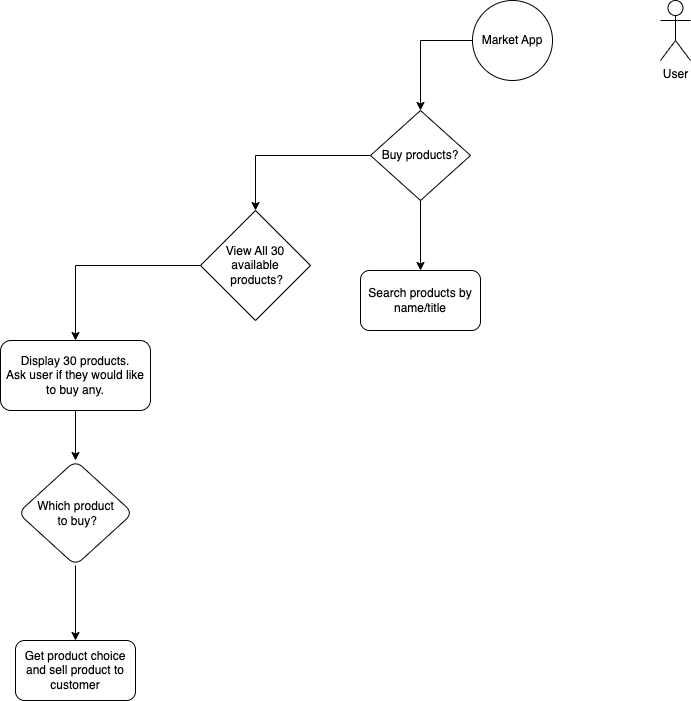 Market App
User
Buy products?
View All 30
available
products?
Search products by
name/title
Display 30 products.
Ask user if they would like
to buy any.
Which product
to buy?
Get product choice
and sell product to
customer